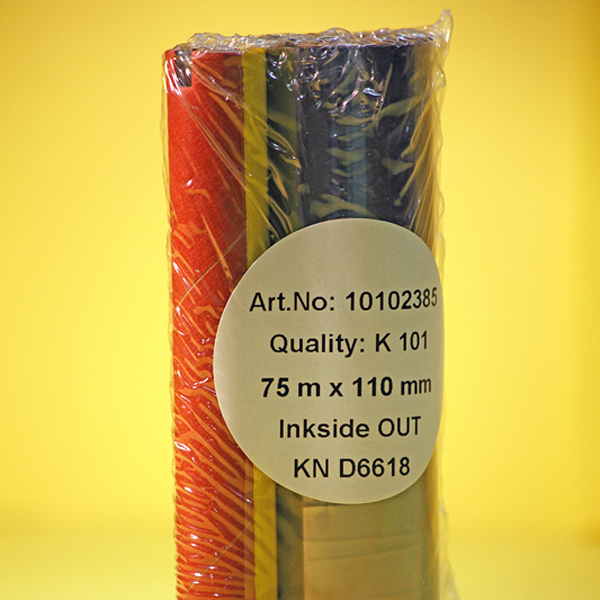 Art.No: 10102385
Quality: K 101
75 m x 110 mm
Inkside OUT
KN D6618